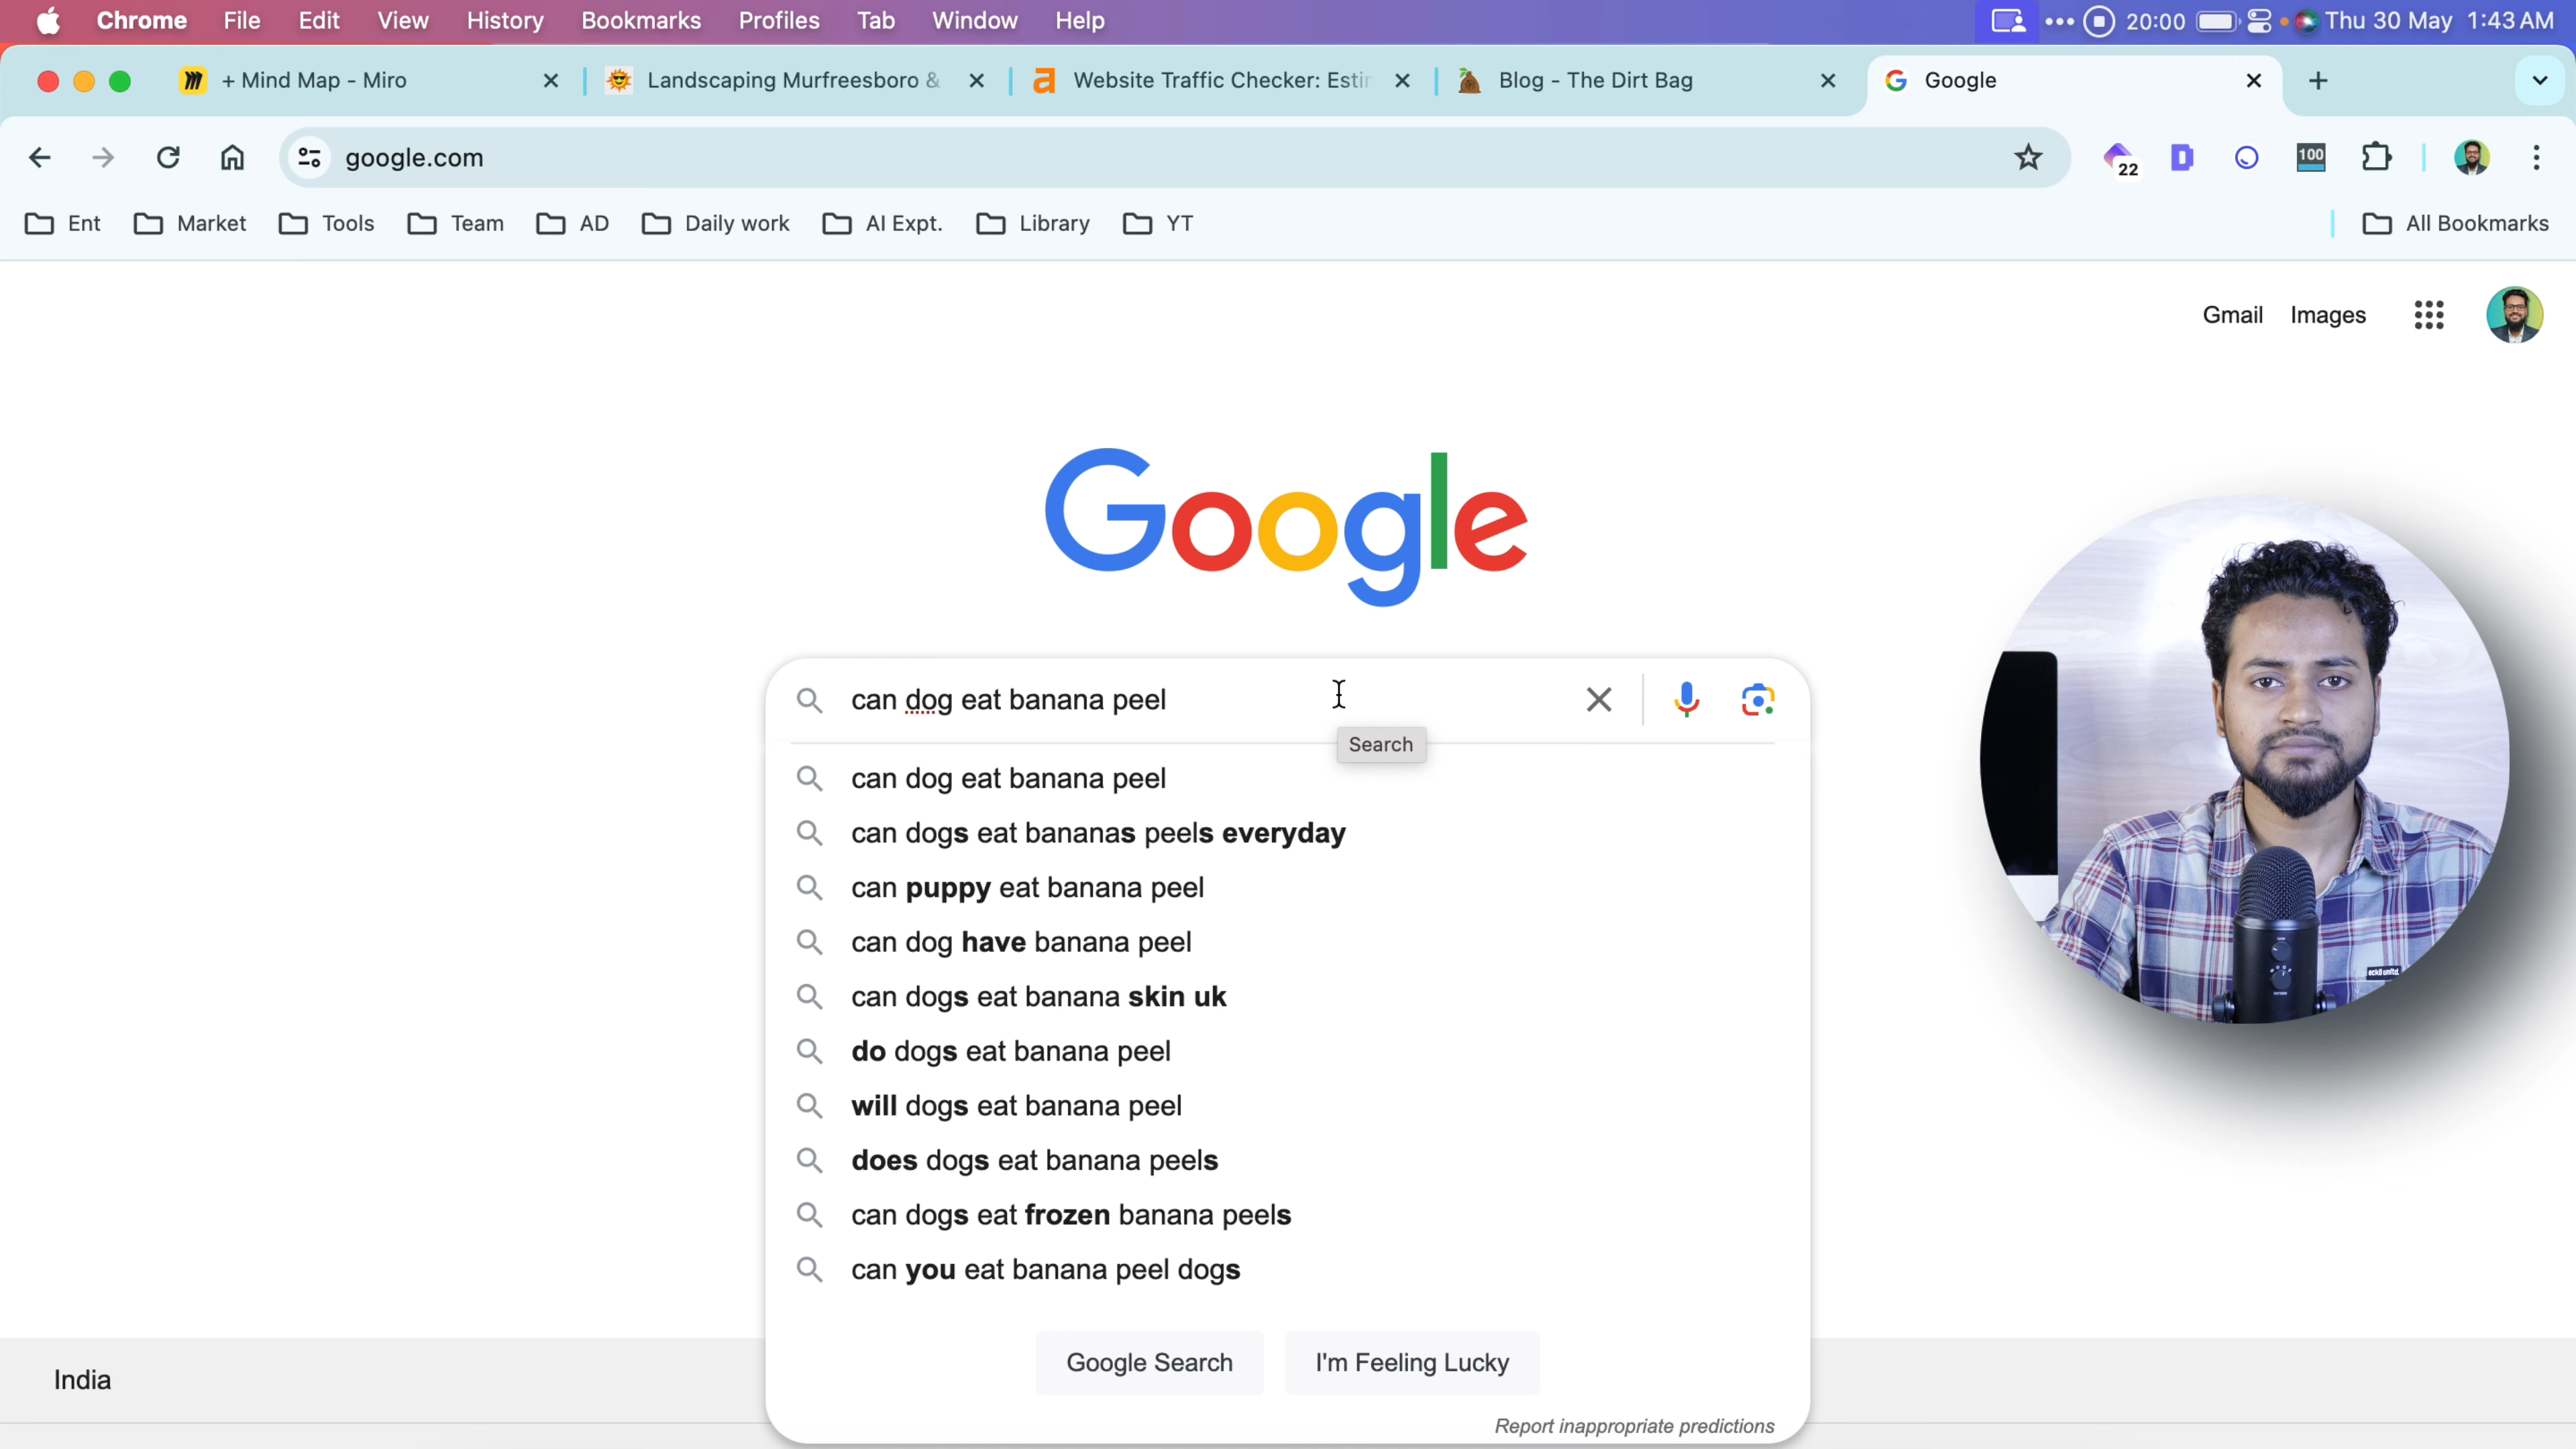 Chrome File Edit View History Bookmarks Profiles Tab Window Help 20:00 Thu 30 May 1:43 AM
+ Mind Map - Miro Landscaping Murfreesboro & Website Traffic Checker: Estir Blog - The Dirt Bag Google
google.com 22 D 100
Ent Market Tools Team AD Daily work AI Expt. Library YT All Bookmarks
Gmail Images
Google
can dog eat banana peel
Search
can dog eat banana peel
can dogs eat bananas peels everyday
can puppy eat banana peel
can dog have banana peel
can dogs eat banana skin uk
do dogs eat banana peel
will dogs eat banana peel
does dogs eat banana peels
can dogs eat frozen banana peels
can you eat banana peel dogs
Google Search I'm Feeling Lucky
India
Report inappropriate predictions
ecko unltd.